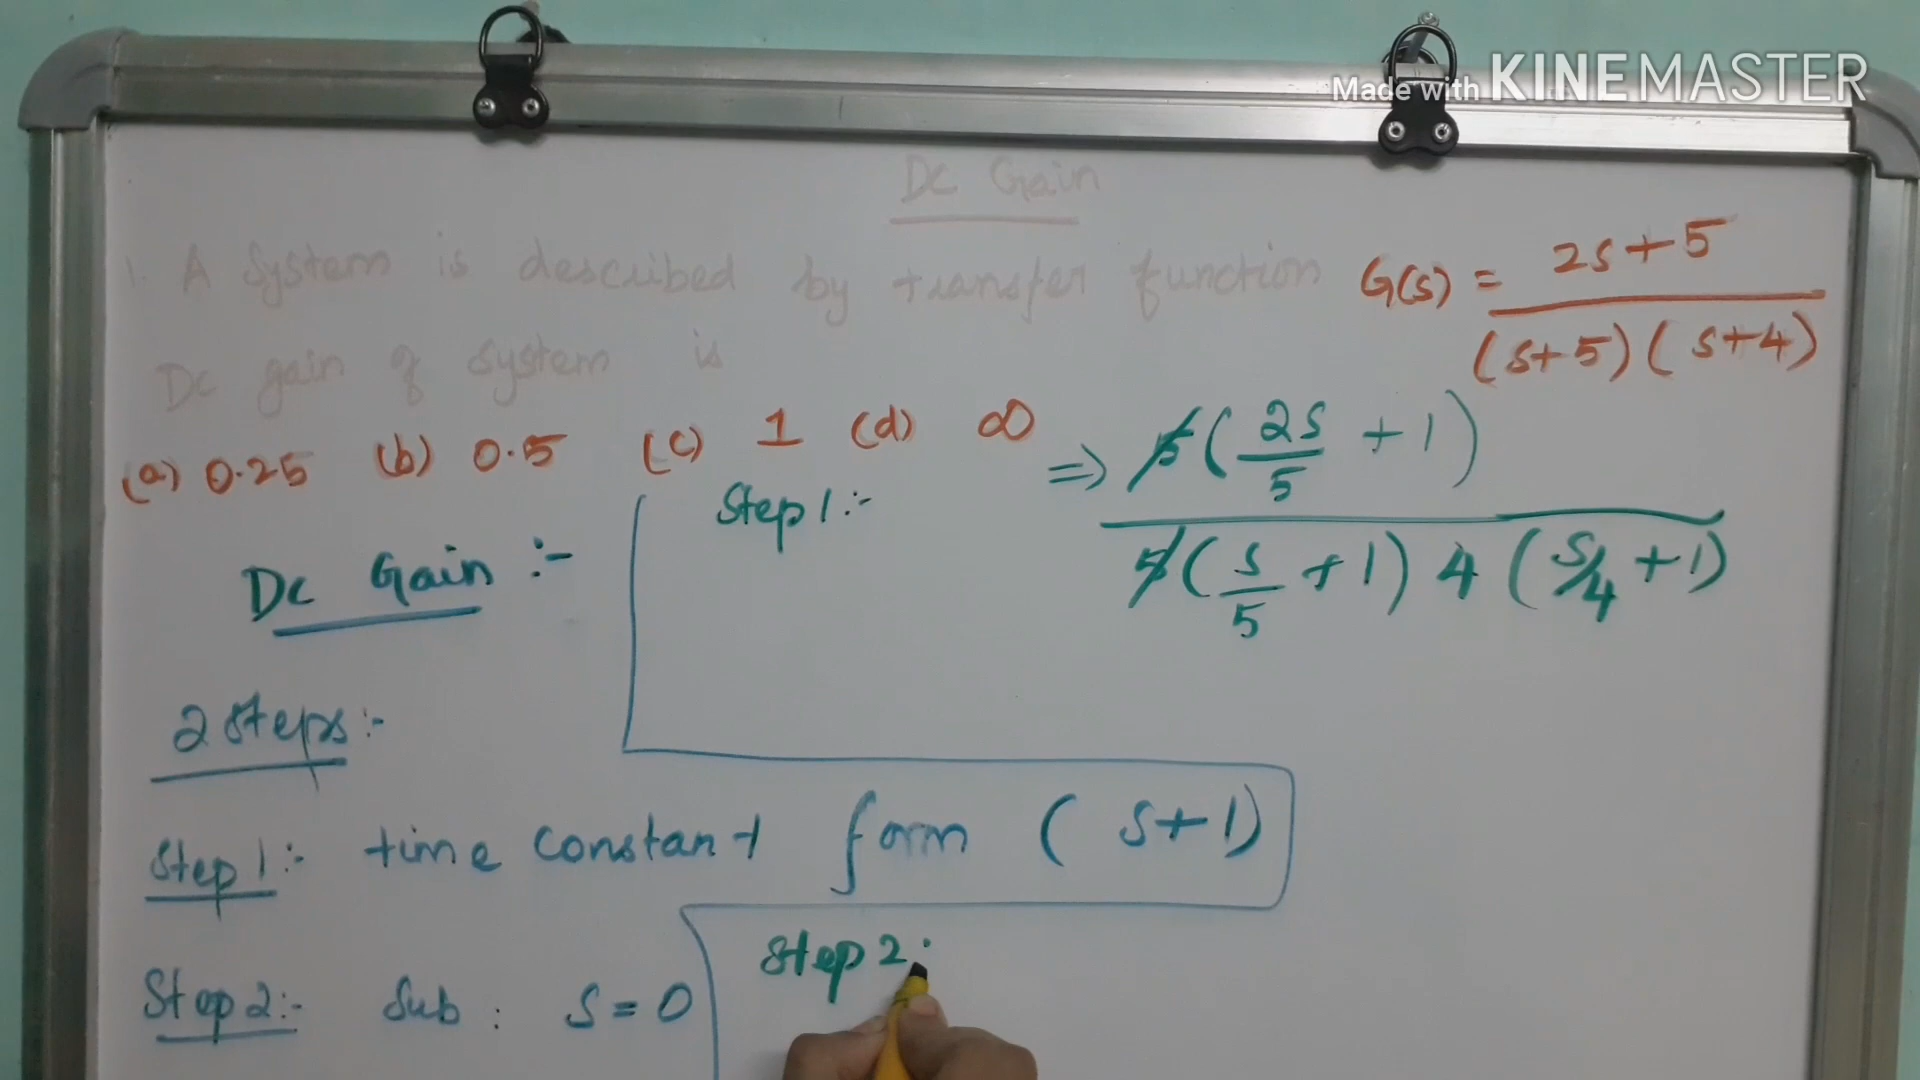 Made with KINEMASTER
Dc Gain
1. A System is described by transfer function G(s) = 2s+5 / (s+5)(s+4)
Dc gain of system is
(a) 0.25 (b) 0.5 (c) 1 (d) ∞
Step 1:-
=> 5(2s/5 + 1) / 5(s/5 + 1) 4 (s/4 + 1)
Dc Gain :-
2 Steps:-
Step 1:- time constant form ( s+1)
Step 2:
Step 2:- Sub : s = 0